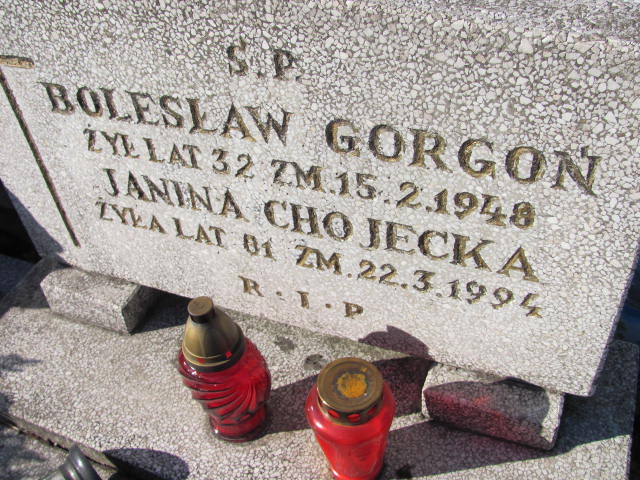 Ś.P.
BOLESŁAW GORGOŃ
ŻYŁ LAT 32 ZM. 15.2.1948
JANINA CHOJECKA
ŻYŁA LAT 81 ZM. 22.3.1994
R.I.P